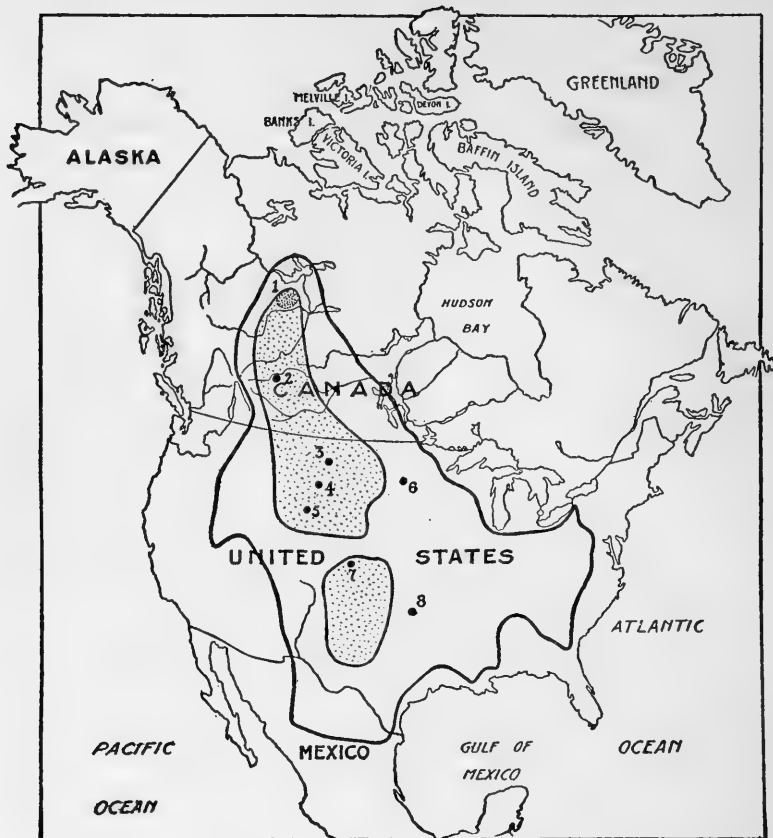 GREENLAND
MELVILLE I.
DEVON I.
BANKS I.
VICTORIA I.
BAFFIN ISLAND
ALASKA
HUDSON
BAY
1
2
CANADA
3
4
5
6
UNITED STATES
7
8
ATLANTIC
OCEAN
PACIFIC
OCEAN
MEXICO
GULF OF
MEXICO